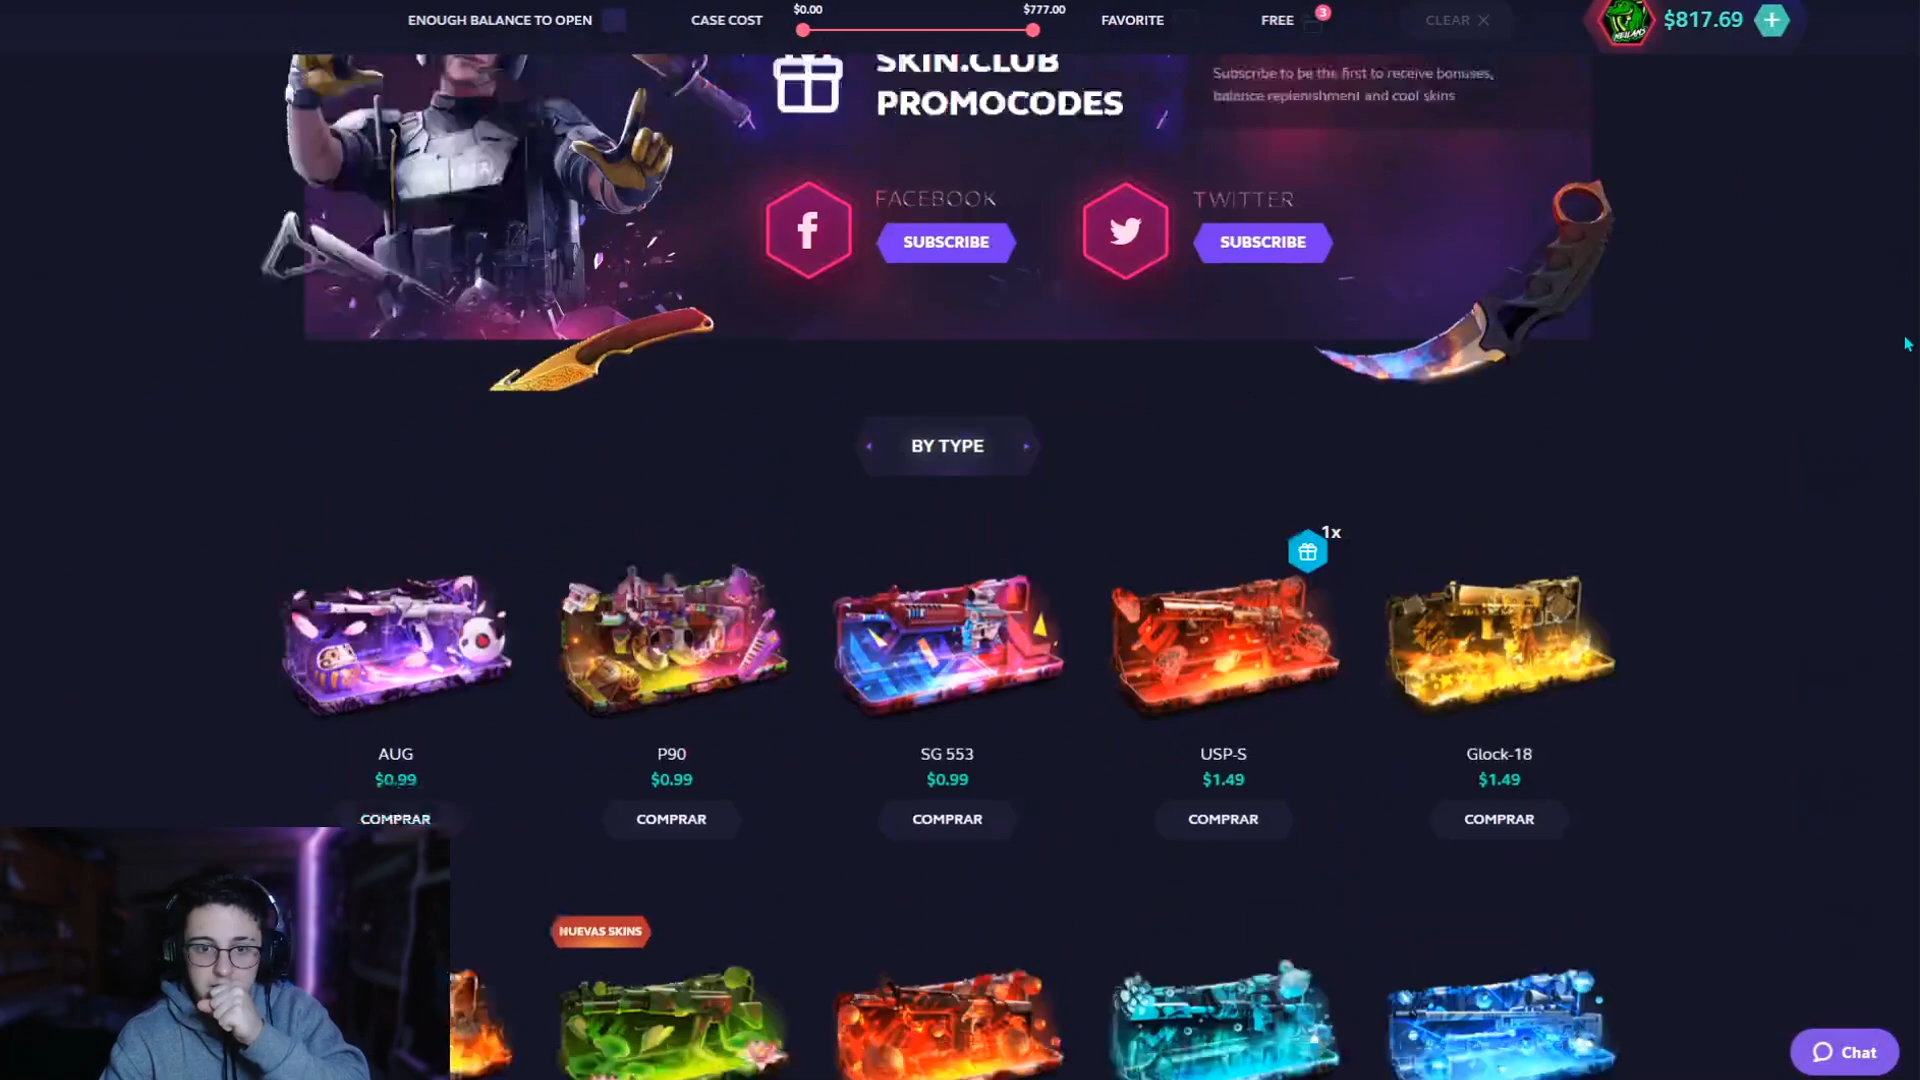 ENOUGH BALANCE TO OPEN
CASE COST
$0.00
$777.00
FAVORITE
FREE
3
CLEAR
$817.69
SKIN.CLUB
PROMOCODES
Subscribe to be the first to receive bonuses,
balance replenishment and cool skins
FACEBOOK
SUBSCRIBE
TWITTER
SUBSCRIBE
BY TYPE
1x
AUG
$0.99
COMPRAR
P90
$0.99
COMPRAR
SG 553
$0.99
COMPRAR
USP-S
$1.49
COMPRAR
Glock-18
$1.49
COMPRAR
NUEVAS SKINS
Chat